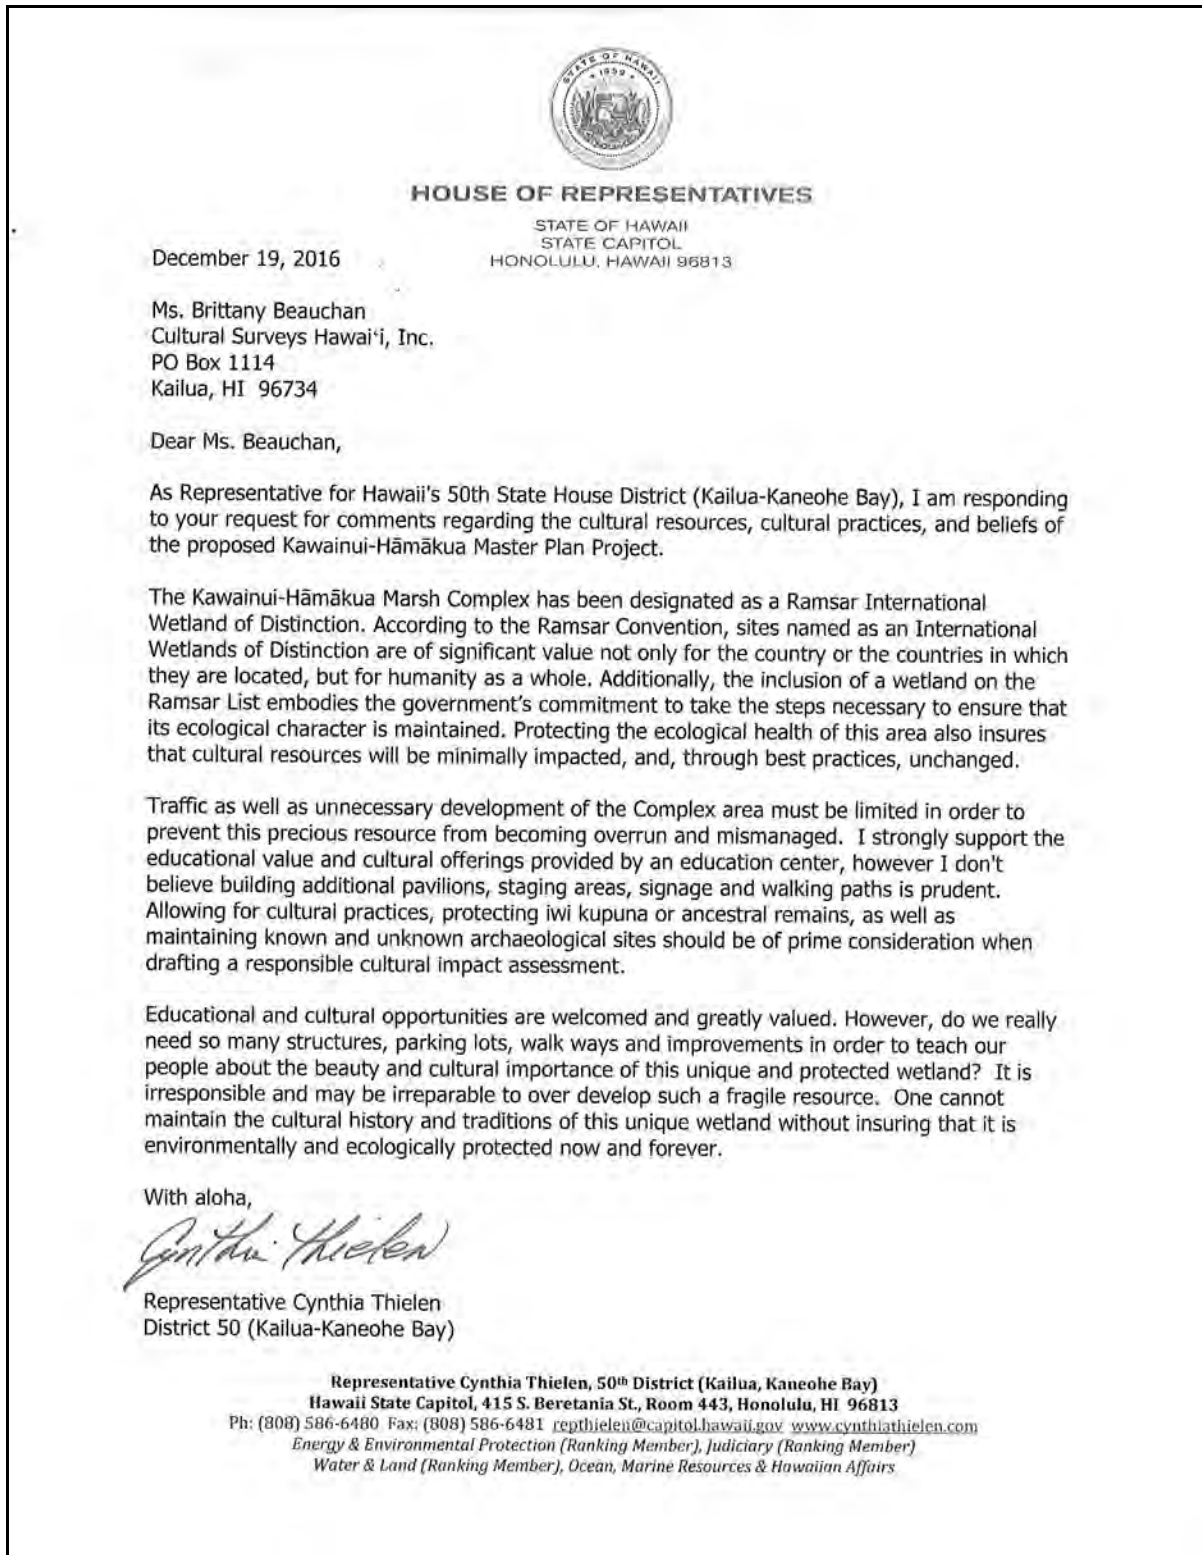 STATE OF HAWAII
1959
HOUSE OF REPRESENTATIVES
STATE OF HAWAII
STATE CAPITOL
HONOLULU, HAWAII 96813
December 19, 2016
Ms. Brittany Beauchan
Cultural Surveys Hawai‘i, Inc.
PO Box 1114
Kailua, HI 96734
Dear Ms. Beauchan,
As Representative for Hawaii's 50th State House District (Kailua-Kaneohe Bay), I am responding
to your request for comments regarding the cultural resources, cultural practices, and beliefs of
the proposed Kawainui-Hāmākua Master Plan Project.
The Kawainui-Hāmākua Marsh Complex has been designated as a Ramsar International
Wetland of Distinction. According to the Ramsar Convention, sites named as an International
Wetlands of Distinction are of significant value not only for the country or the countries in which
they are located, but for humanity as a whole. Additionally, the inclusion of a wetland on the
Ramsar List embodies the government's commitment to take the steps necessary to ensure that
its ecological character is maintained. Protecting the ecological health of this area also insures
that cultural resources will be minimally impacted, and, through best practices, unchanged.
Traffic as well as unnecessary development of the Complex area must be limited in order to
prevent this precious resource from becoming overrun and mismanaged. I strongly support the
educational value and cultural offerings provided by an education center, however I don't
believe building additional pavilions, staging areas, signage and walking paths is prudent.
Allowing for cultural practices, protecting iwi kupuna or ancestral remains, as well as
maintaining known and unknown archaeological sites should be of prime consideration when
drafting a responsible cultural impact assessment.
Educational and cultural opportunities are welcomed and greatly valued. However, do we really
need so many structures, parking lots, walk ways and improvements in order to teach our
people about the beauty and cultural importance of this unique and protected wetland? It is
irresponsible and may be irreparable to over develop such a fragile resource. One cannot
maintain the cultural history and traditions of this unique wetland without insuring that it is
environmentally and ecologically protected now and forever.
With aloha,
Cynthia Thielen
Representative Cynthia Thielen
District 50 (Kailua-Kaneohe Bay)
Representative Cynthia Thielen, 50th District (Kailua, Kaneohe Bay)
Hawaii State Capitol, 415 S. Beretania St., Room 443, Honolulu, HI 96813
Ph: (808) 586-6480 Fax: (808) 586-6481 repthielen@capitol.hawaii.gov www.cynthiathielen.com
Energy & Environmental Protection (Ranking Member), Judiciary (Ranking Member)
Water & Land (Ranking Member), Ocean, Marine Resources & Hawaiian Affairs